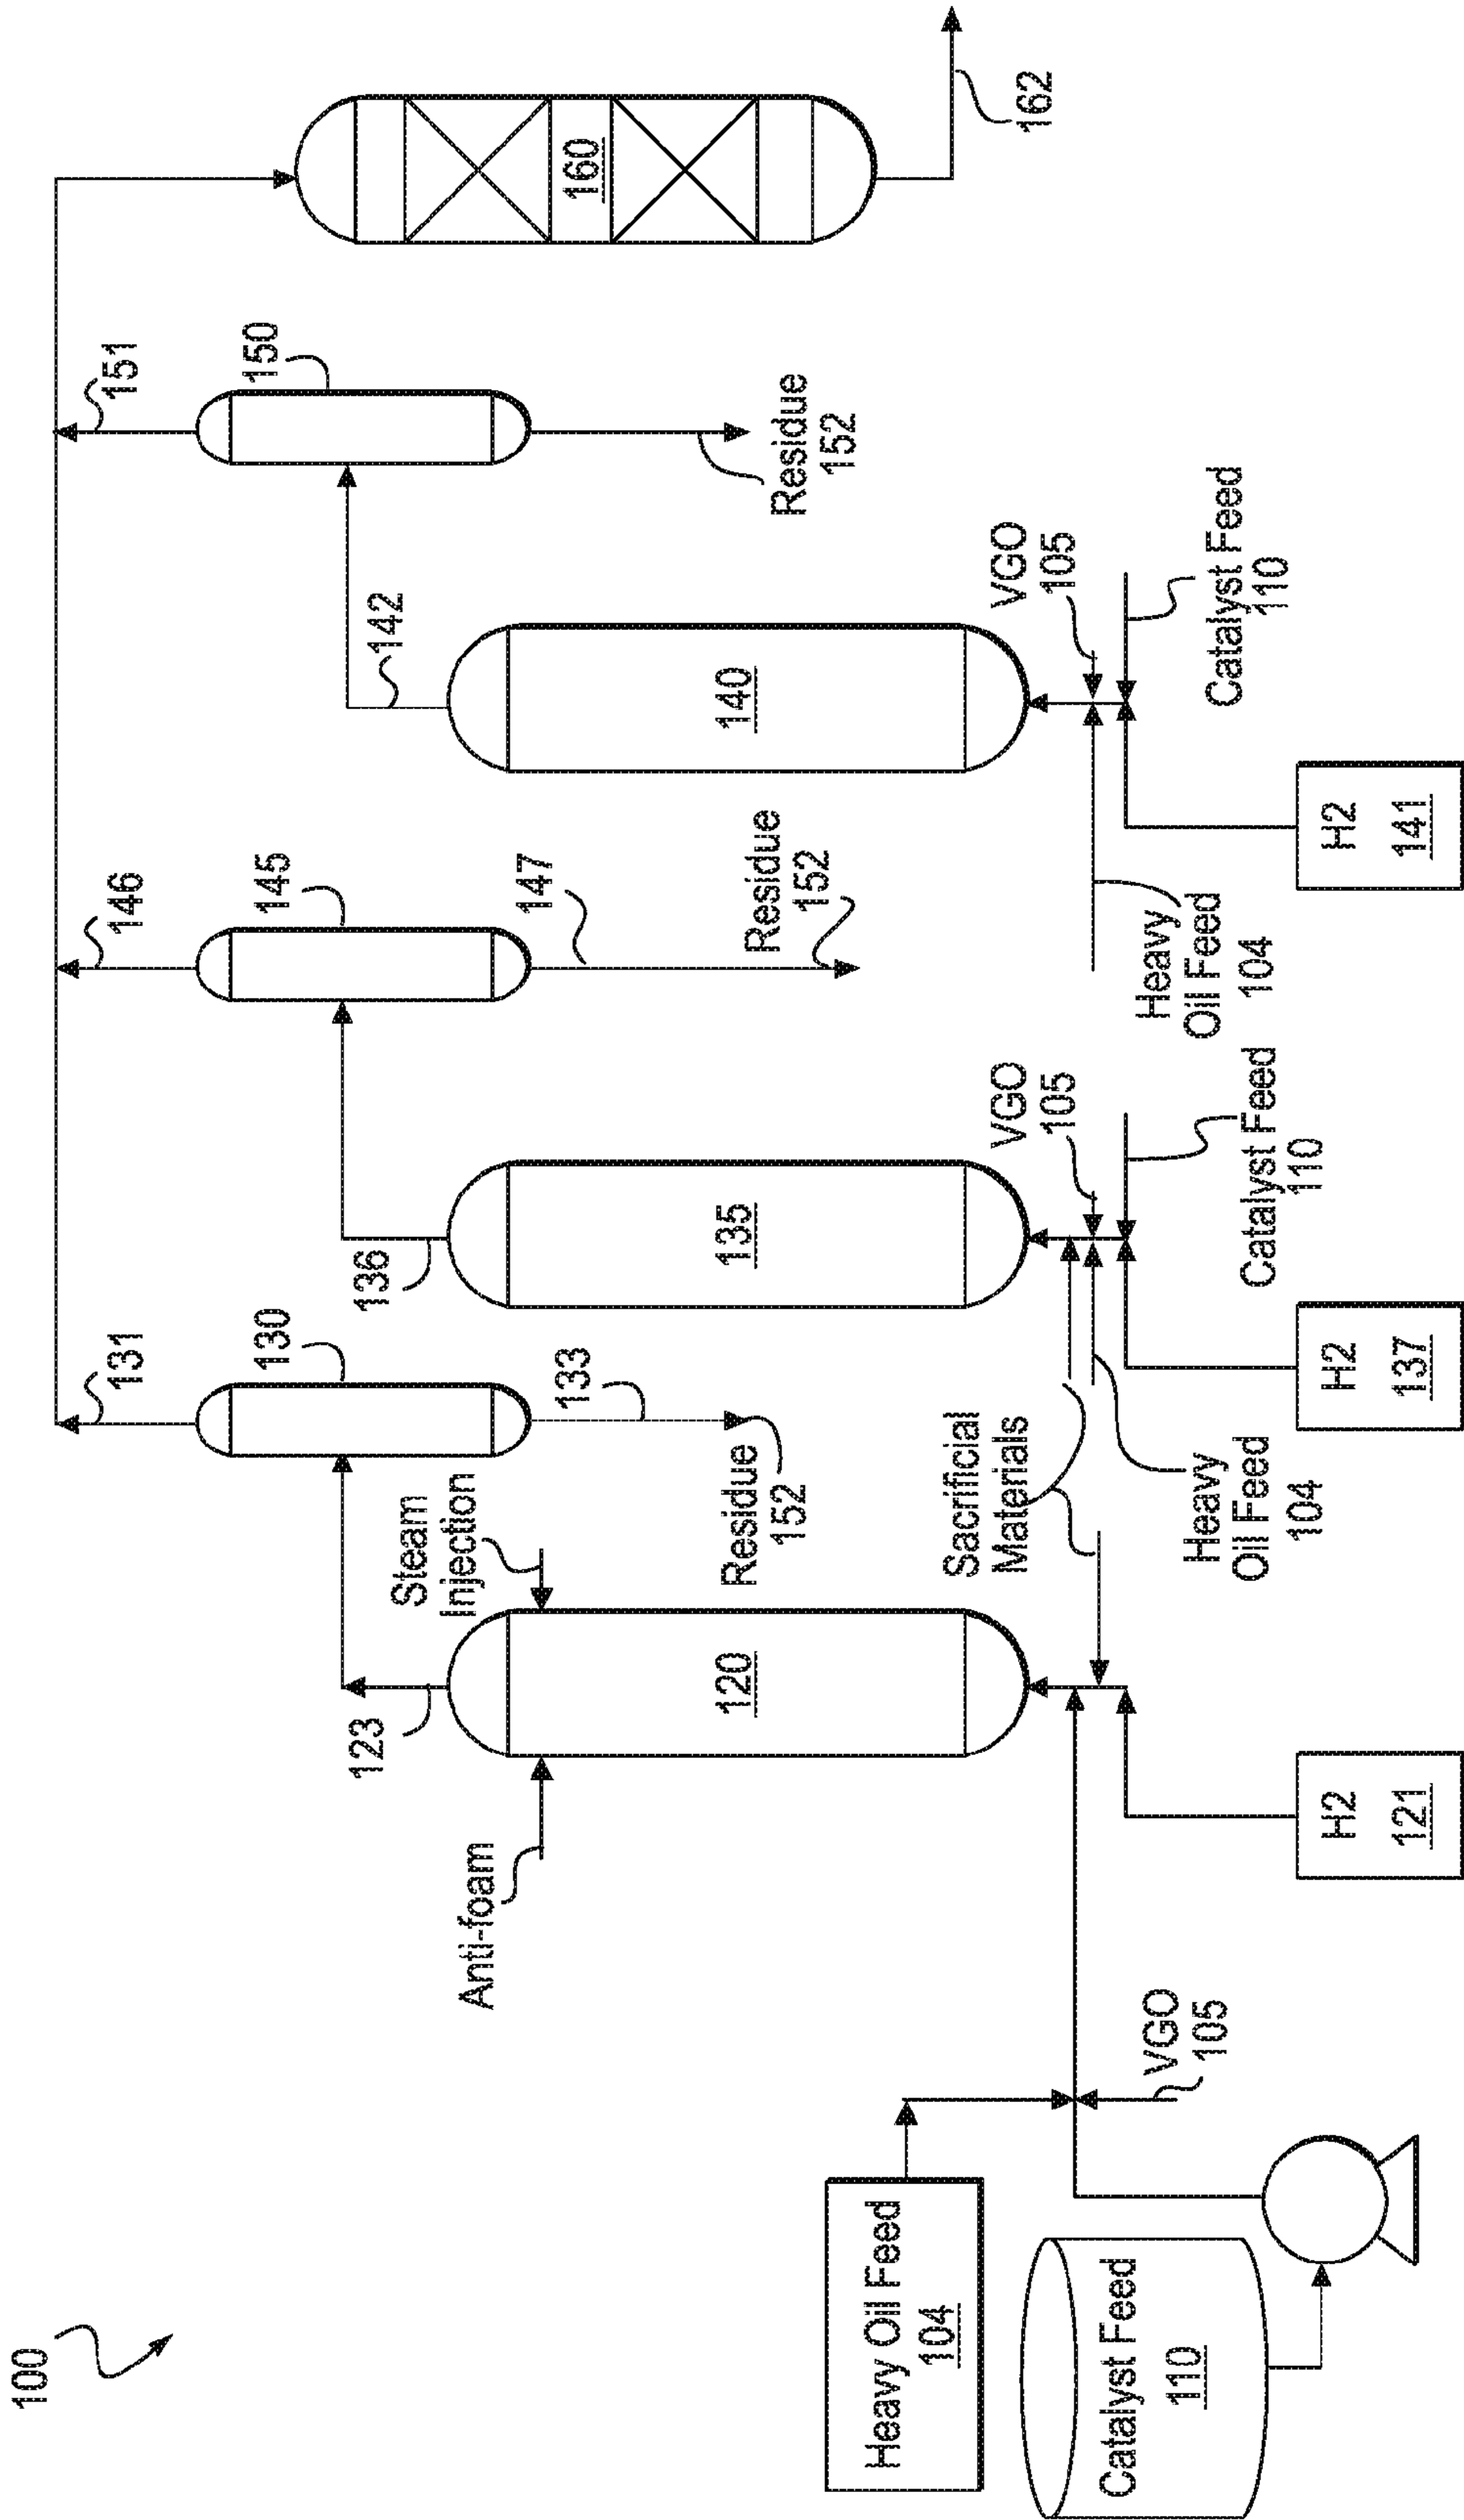 100
131
146
151
123
130
136
145
142
150
Steam
Injection
133
147
Anti-foam
Residue
152
Residue
152
Residue
152
120
135
140
160
162
Sacrificial
Materials
VGO
105
VGO
105
Heavy Oil Feed
104
Heavy
Oil Feed
104
Heavy
Oil Feed
104
Catalyst Feed
110
Catalyst Feed
110
Catalyst Feed
110
VGO
105
H2
121
H2
137
H2
141